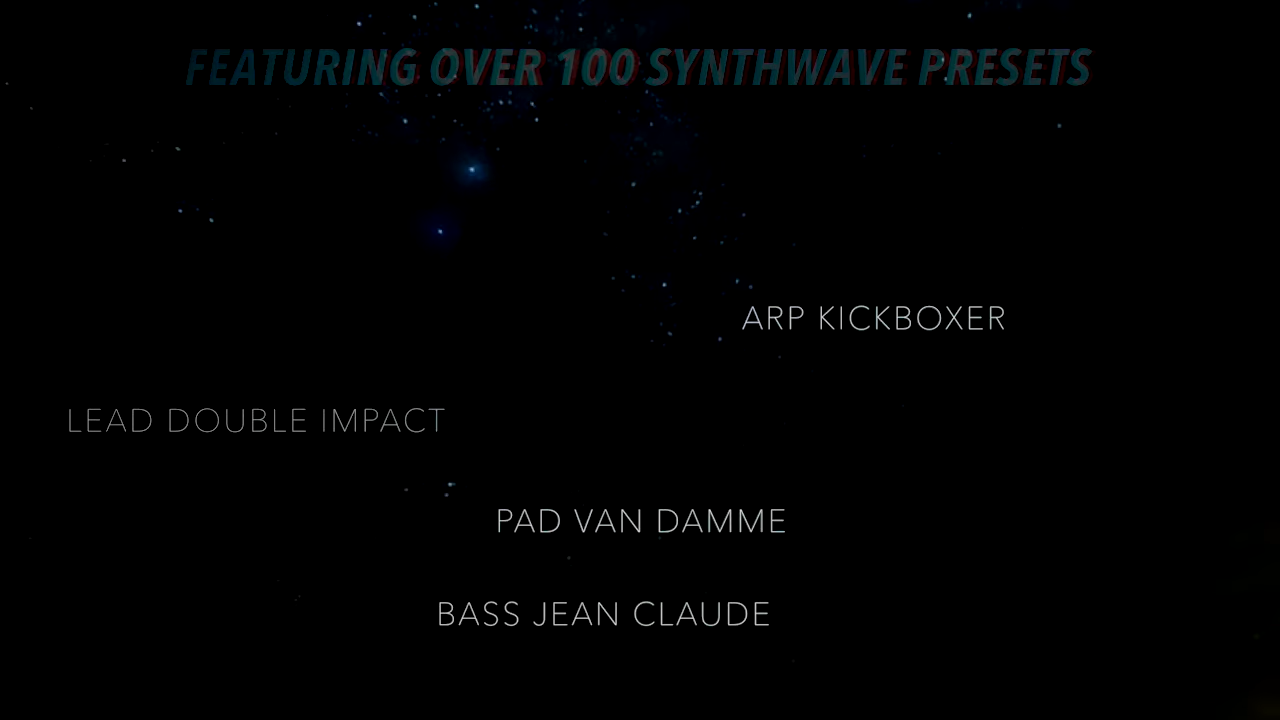 FEATURING OVER 100 SYNTHWAVE PRESETS
ARP KICKBOXER
LEAD DOUBLE IMPACT
PAD VAN DAMME
BASS JEAN CLAUDE